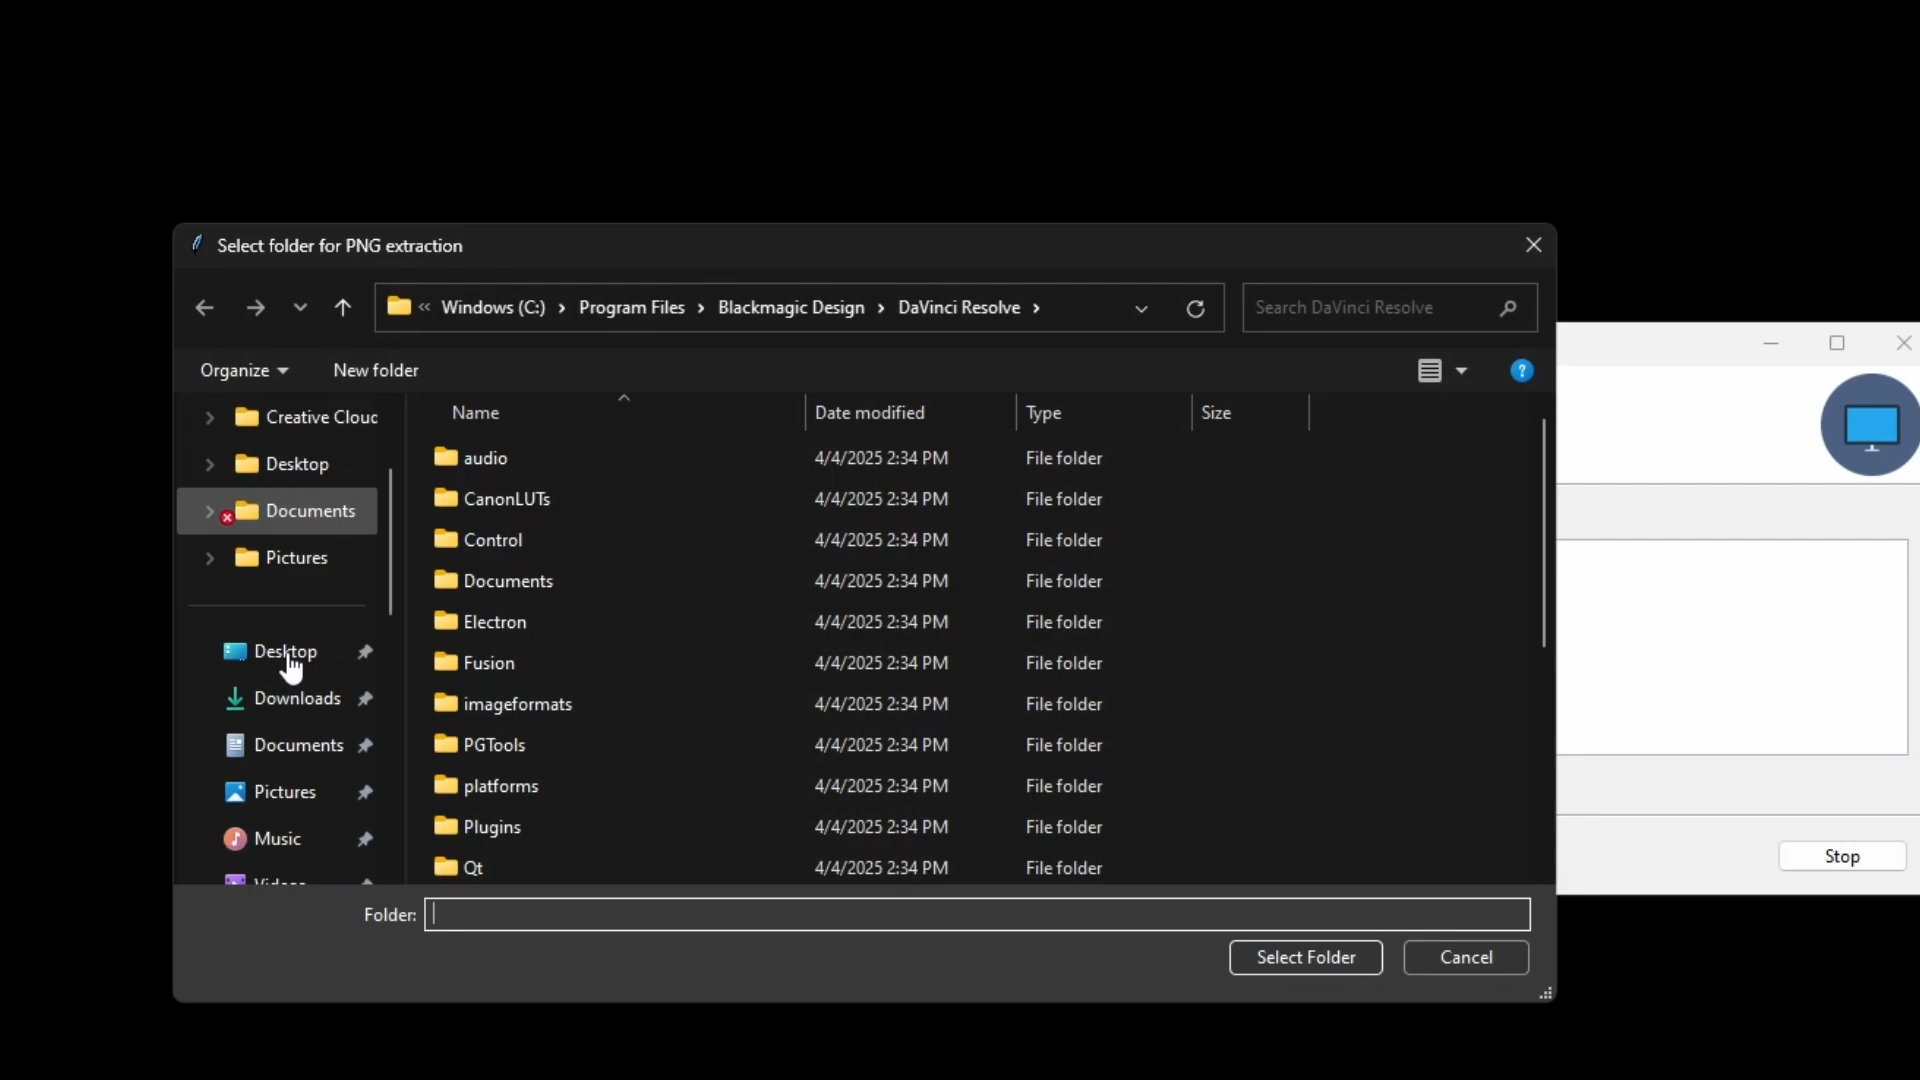 Select folder for PNG extraction
« Windows (C:) › Program Files › Blackmagic Design › DaVinci Resolve ›
Search DaVinci Resolve
Organize New folder
?
Creative Cloud
Desktop
Documents
Pictures
Desktop
Downloads
Documents
Pictures
Music
Videos
Name Date modified Type Size
audio 4/4/2025 2:34 PM File folder
CanonLUTs 4/4/2025 2:34 PM File folder
Control 4/4/2025 2:34 PM File folder
Documents 4/4/2025 2:34 PM File folder
Electron 4/4/2025 2:34 PM File folder
Fusion 4/4/2025 2:34 PM File folder
imageformats 4/4/2025 2:34 PM File folder
PGTools 4/4/2025 2:34 PM File folder
platforms 4/4/2025 2:34 PM File folder
Plugins 4/4/2025 2:34 PM File folder
Qt 4/4/2025 2:34 PM File folder
Folder:
Select Folder Cancel
Stop